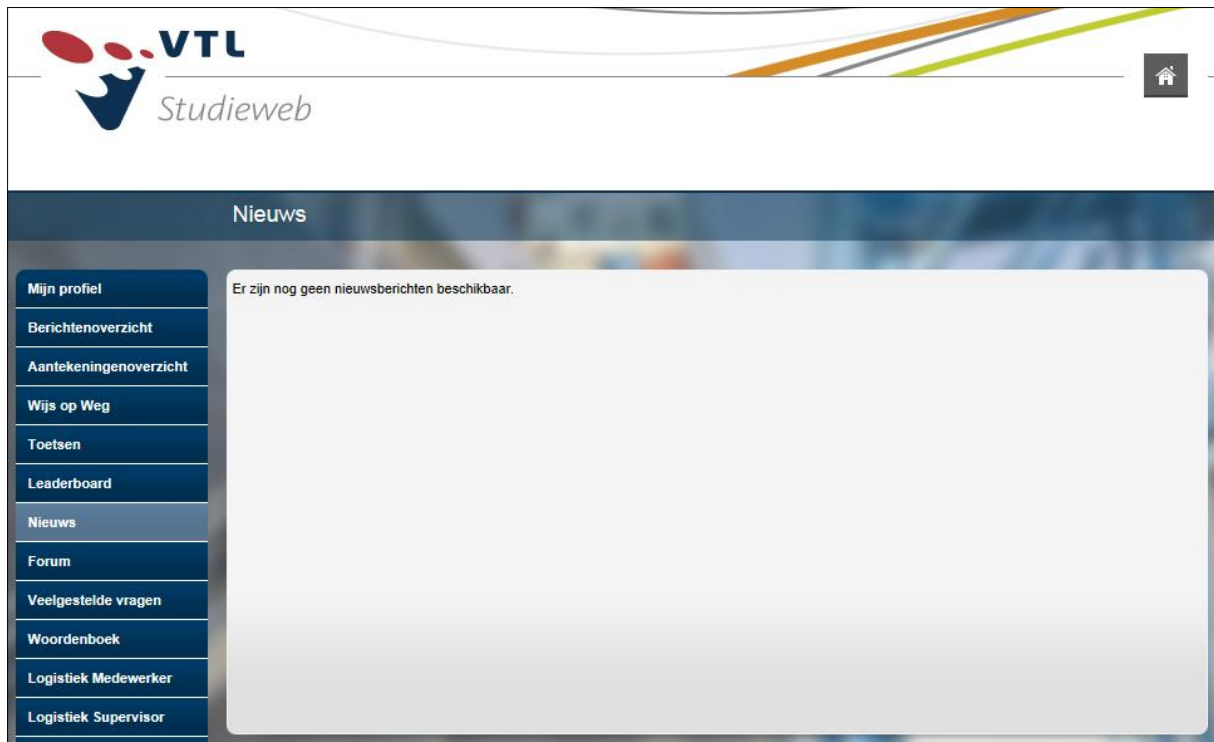 VTL
Studieweb
Nieuws
Mijn profiel
Berichtenoverzicht
Aantekeningenoverzicht
Wijs op Weg
Toetsen
Leaderboard
Nieuws
Forum
Veelgestelde vragen
Woordenboek
Logistiek Medewerker
Logistiek Supervisor
Er zijn nog geen nieuwsberichten beschikbaar.